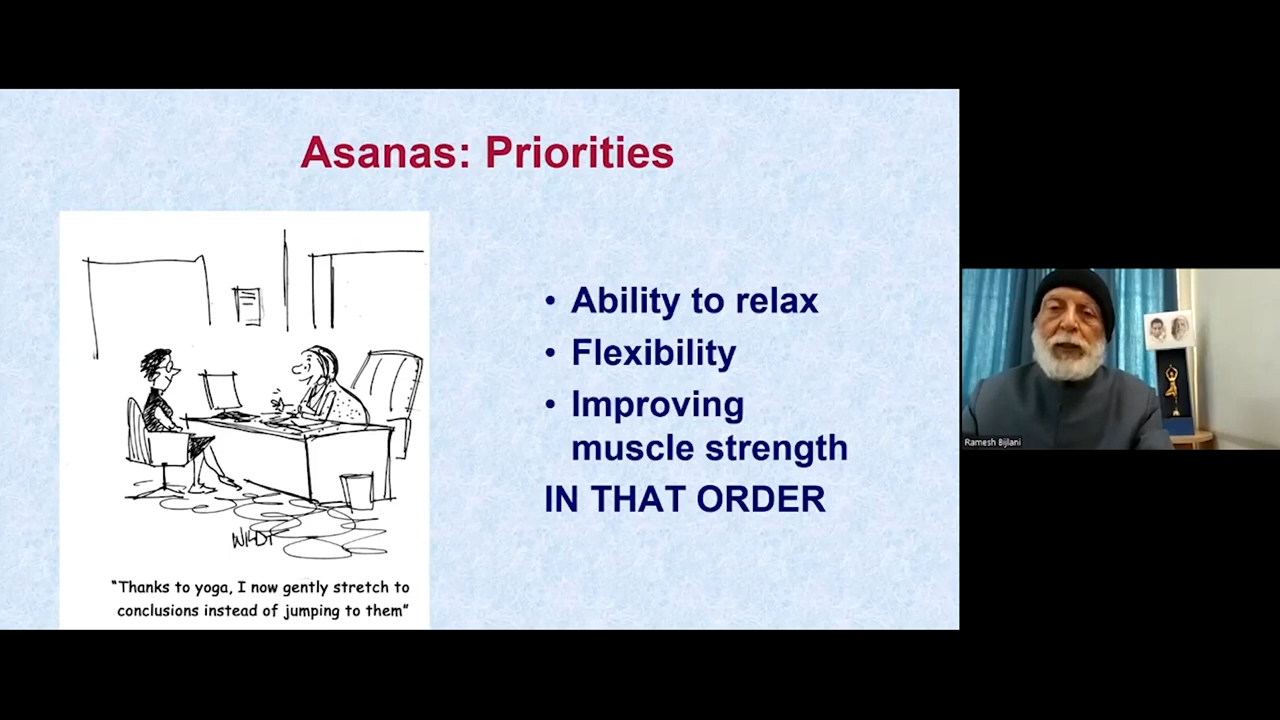 Asanas: Priorities
• Ability to relax
• Flexibility
• Improving
muscle strength
IN THAT ORDER
WILDT
"Thanks to yoga, I now gently stretch to
conclusions instead of jumping to them"
Ramesh Bijlani